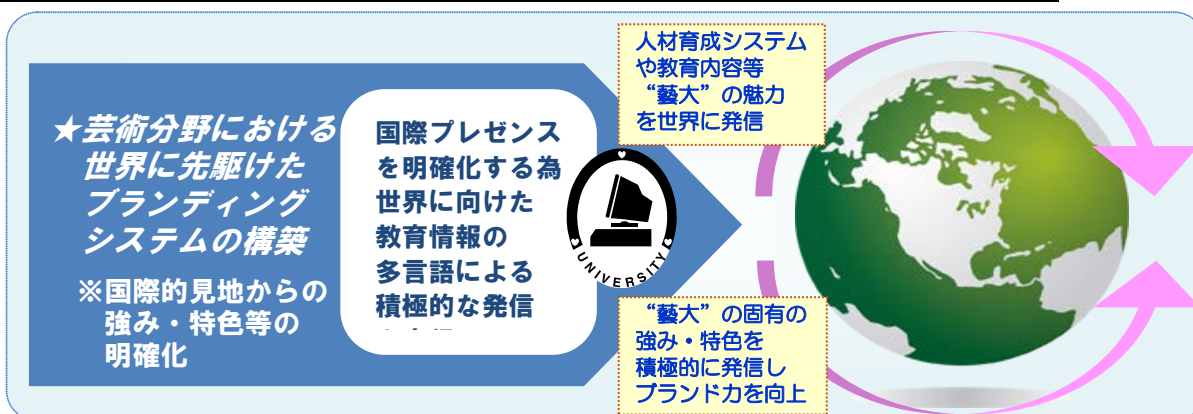 ★芸術分野における
世界に先駆けた
ブランディング
システムの構築
※国際的見地からの
強み・特色等の
明確化
国際プレゼンス
を明確化する為
世界に向けた
教育情報の
多言語による
積極的な発信
UNIVERSITY
人材育成システム
や教育内容等
“藝大”の魅力
を世界に発信
“藝大”の固有の
強み・特色を
積極的に発信し
ブランド力を向上